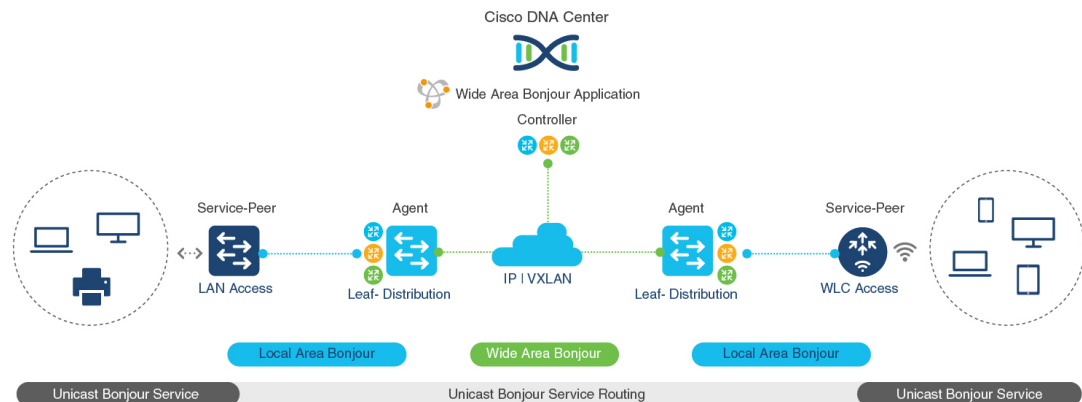 Cisco DNA Center
Wide Area Bonjour Application
Controller
Service-Peer
Agent
Agent
Service-Peer
LAN Access
Leaf- Distribution
IP | VXLAN
Leaf- Distribution
WLC Access
Local Area Bonjour
Wide Area Bonjour
Local Area Bonjour
Unicast Bonjour Service
Unicast Bonjour Service Routing
Unicast Bonjour Service